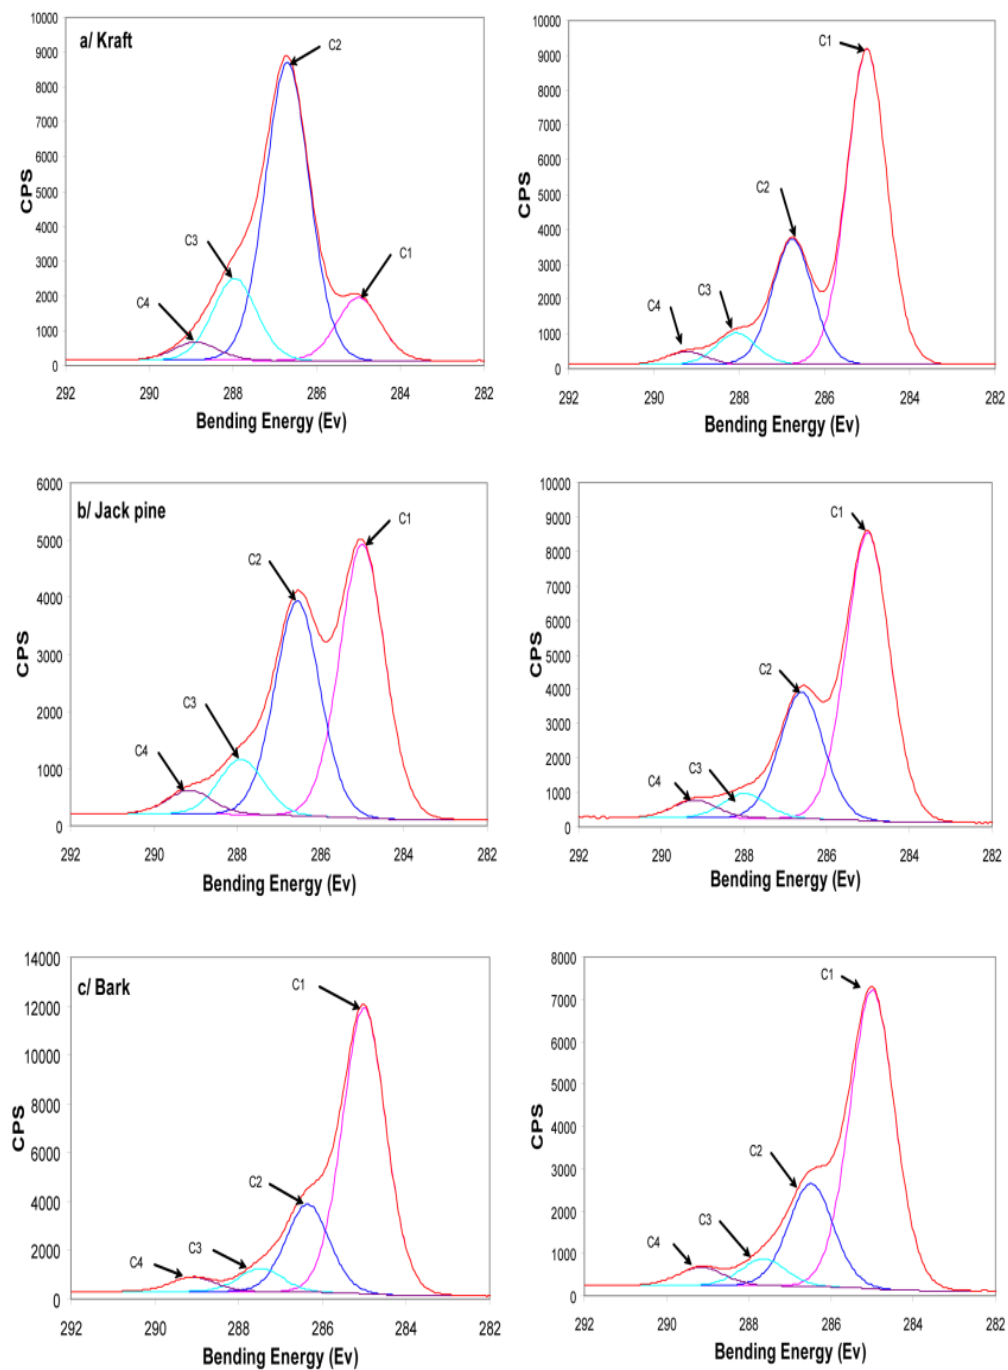 a/ Kraft
10000
9000
8000
7000
6000
5000
4000
3000
2000
1000
0
CPS
C2
C3
C1
C4
292 290 288 286 284 282
Bending Energy (Ev)
10000
9000
8000
7000
6000
5000
4000
3000
2000
1000
0
CPS
C1
C2
C3
C4
292 290 288 286 284 282
Bending Energy (Ev)
b/ Jack pine
6000
5000
4000
3000
2000
1000
0
CPS
C1
C2
C3
C4
292 290 288 286 284 282
Bending Energy (Ev)
10000
9000
8000
7000
6000
5000
4000
3000
2000
1000
0
CPS
C1
C2
C3
C4
292 290 288 286 284 282
Bending Energy (Ev)
c/ Bark
14000
12000
10000
8000
6000
4000
2000
0
CPS
C1
C2
C3
C4
292 290 288 286 284 282
Bending Energy (Ev)
8000
7000
6000
5000
4000
3000
2000
1000
0
CPS
C1
C2
C3
C4
292 290 288 286 284 282
Bending Energy (Ev)